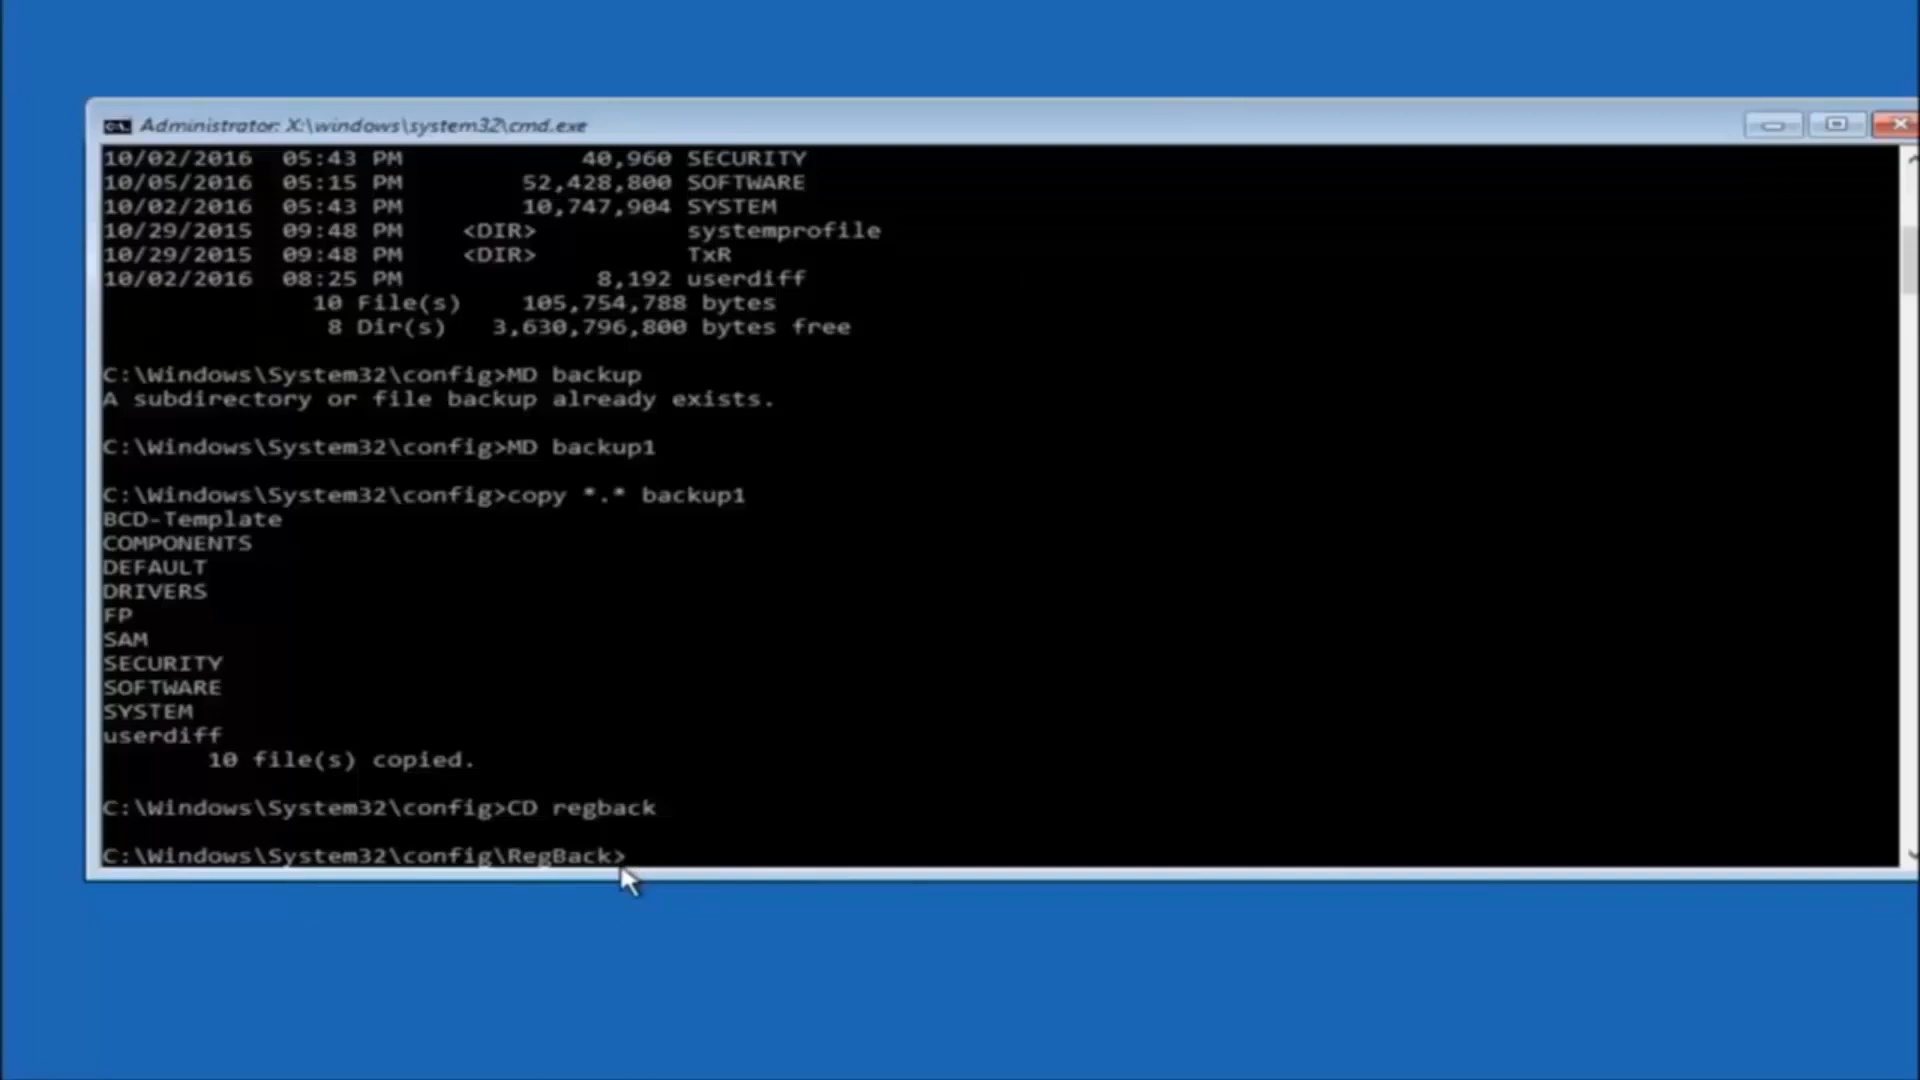 Administrator: X:\windows\system32\cmd.exe
10/02/2016 05:43 PM 40,960 SECURITY
10/05/2016 05:15 PM 52,428,800 SOFTWARE
10/02/2016 05:43 PM 10,747,904 SYSTEM
10/29/2015 09:48 PM <DIR> systemprofile
10/29/2015 09:48 PM <DIR> TxR
10/02/2016 08:25 PM 8,192 userdiff
10 File(s) 105,754,788 bytes
8 Dir(s) 3,630,796,800 bytes free
C:\Windows\System32\config>MD backup
A subdirectory or file backup already exists.
C:\Windows\System32\config>MD backup1
C:\Windows\System32\config>copy *.* backup1
BCD-Template
COMPONENTS
DEFAULT
DRIVERS
FP
SAM
SECURITY
SOFTWARE
SYSTEM
userdiff
10 file(s) copied.
C:\Windows\System32\config>CD regback
C:\Windows\System32\config\RegBack>